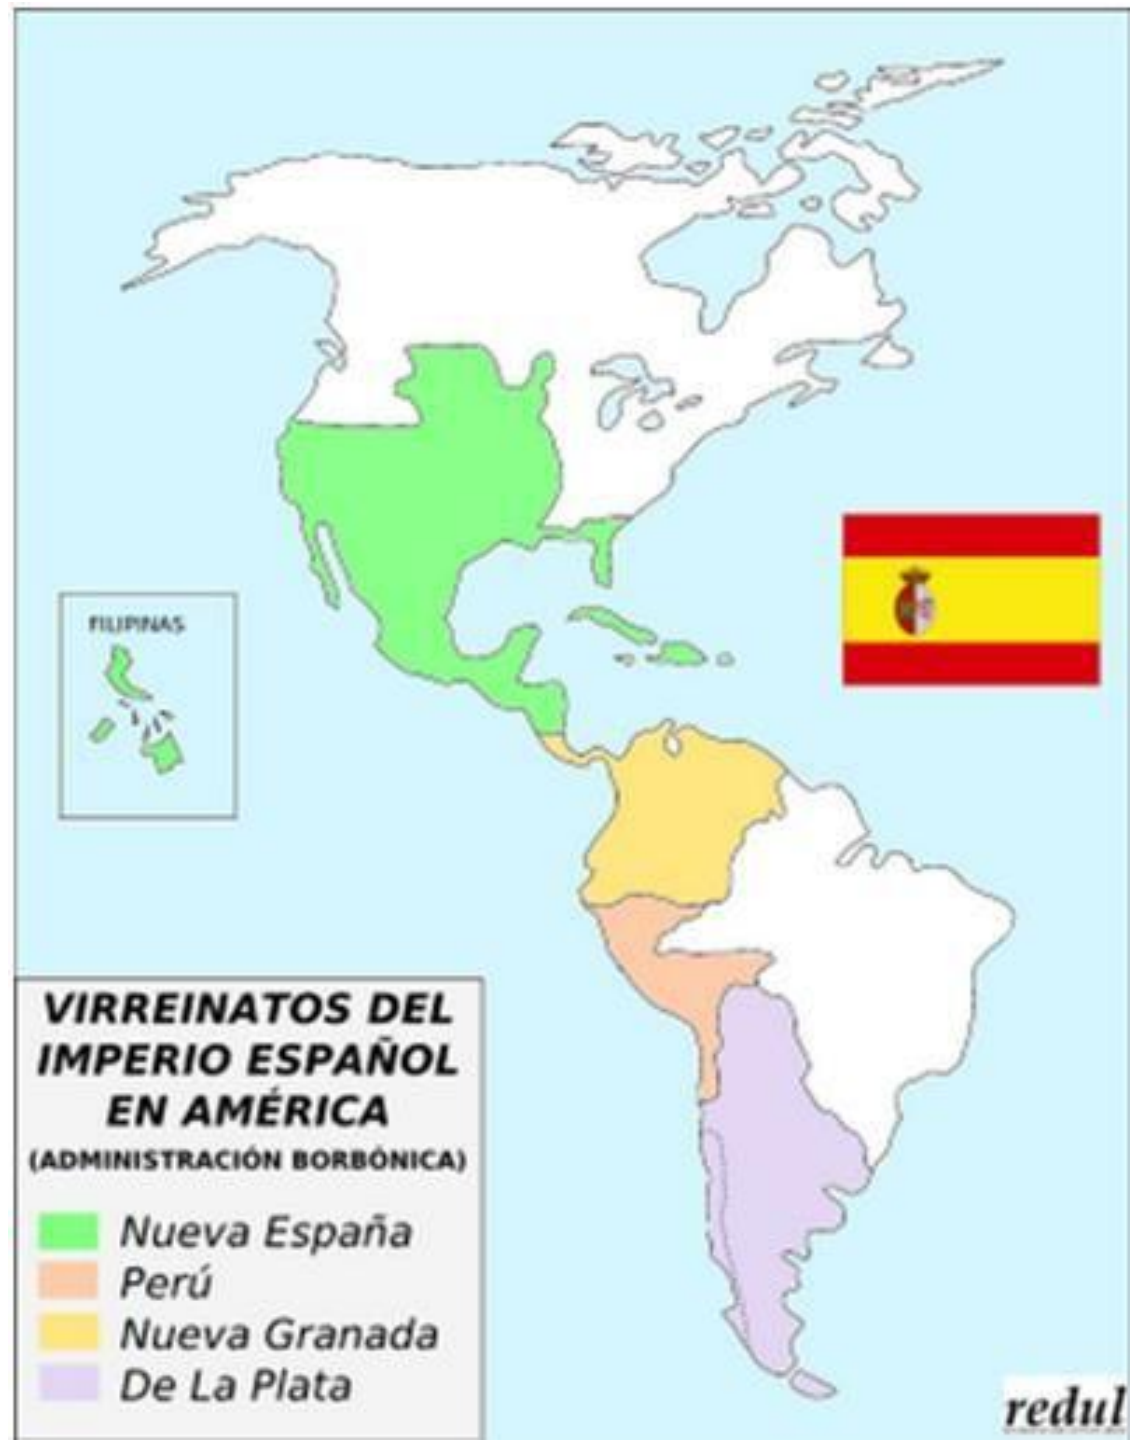 FILIPINAS
VIRREINATOS DEL
IMPERIO ESPAÑOL
EN AMÉRICA
(ADMINISTRACIÓN BORBÓNICA)
Nueva España
Perú
Nueva Granada
De La Plata
redul